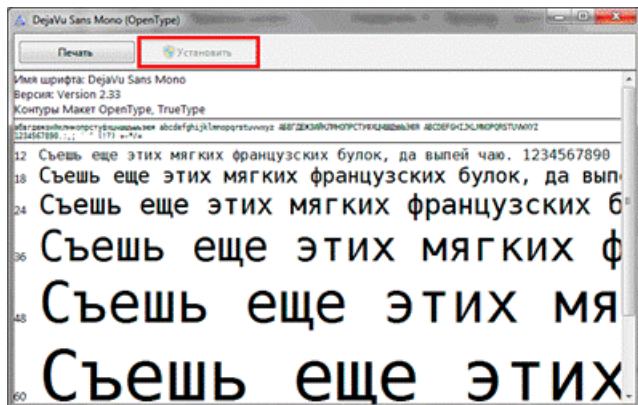 DejaVu Sans Mono (OpenType)
Печать
Установить
Имя шрифта: DejaVu Sans Mono
Версия: Version 2.33
Контуры Макет OpenType, TrueType
abcdefghijklmnopqrstuvwxyz ABCDEFGHIJKLMNOPQRSTUVWXYZ
1234567890.:,;
12 Съешь еще этих мягких французских булок, да выпей чаю. 1234567890
18 Съешь еще этих мягких французских булок, да вып
24 Съешь еще этих мягких французских б
36 Съешь еще этих мягких ф
48 Съешь еще этих мя
60 Съешь еще этих